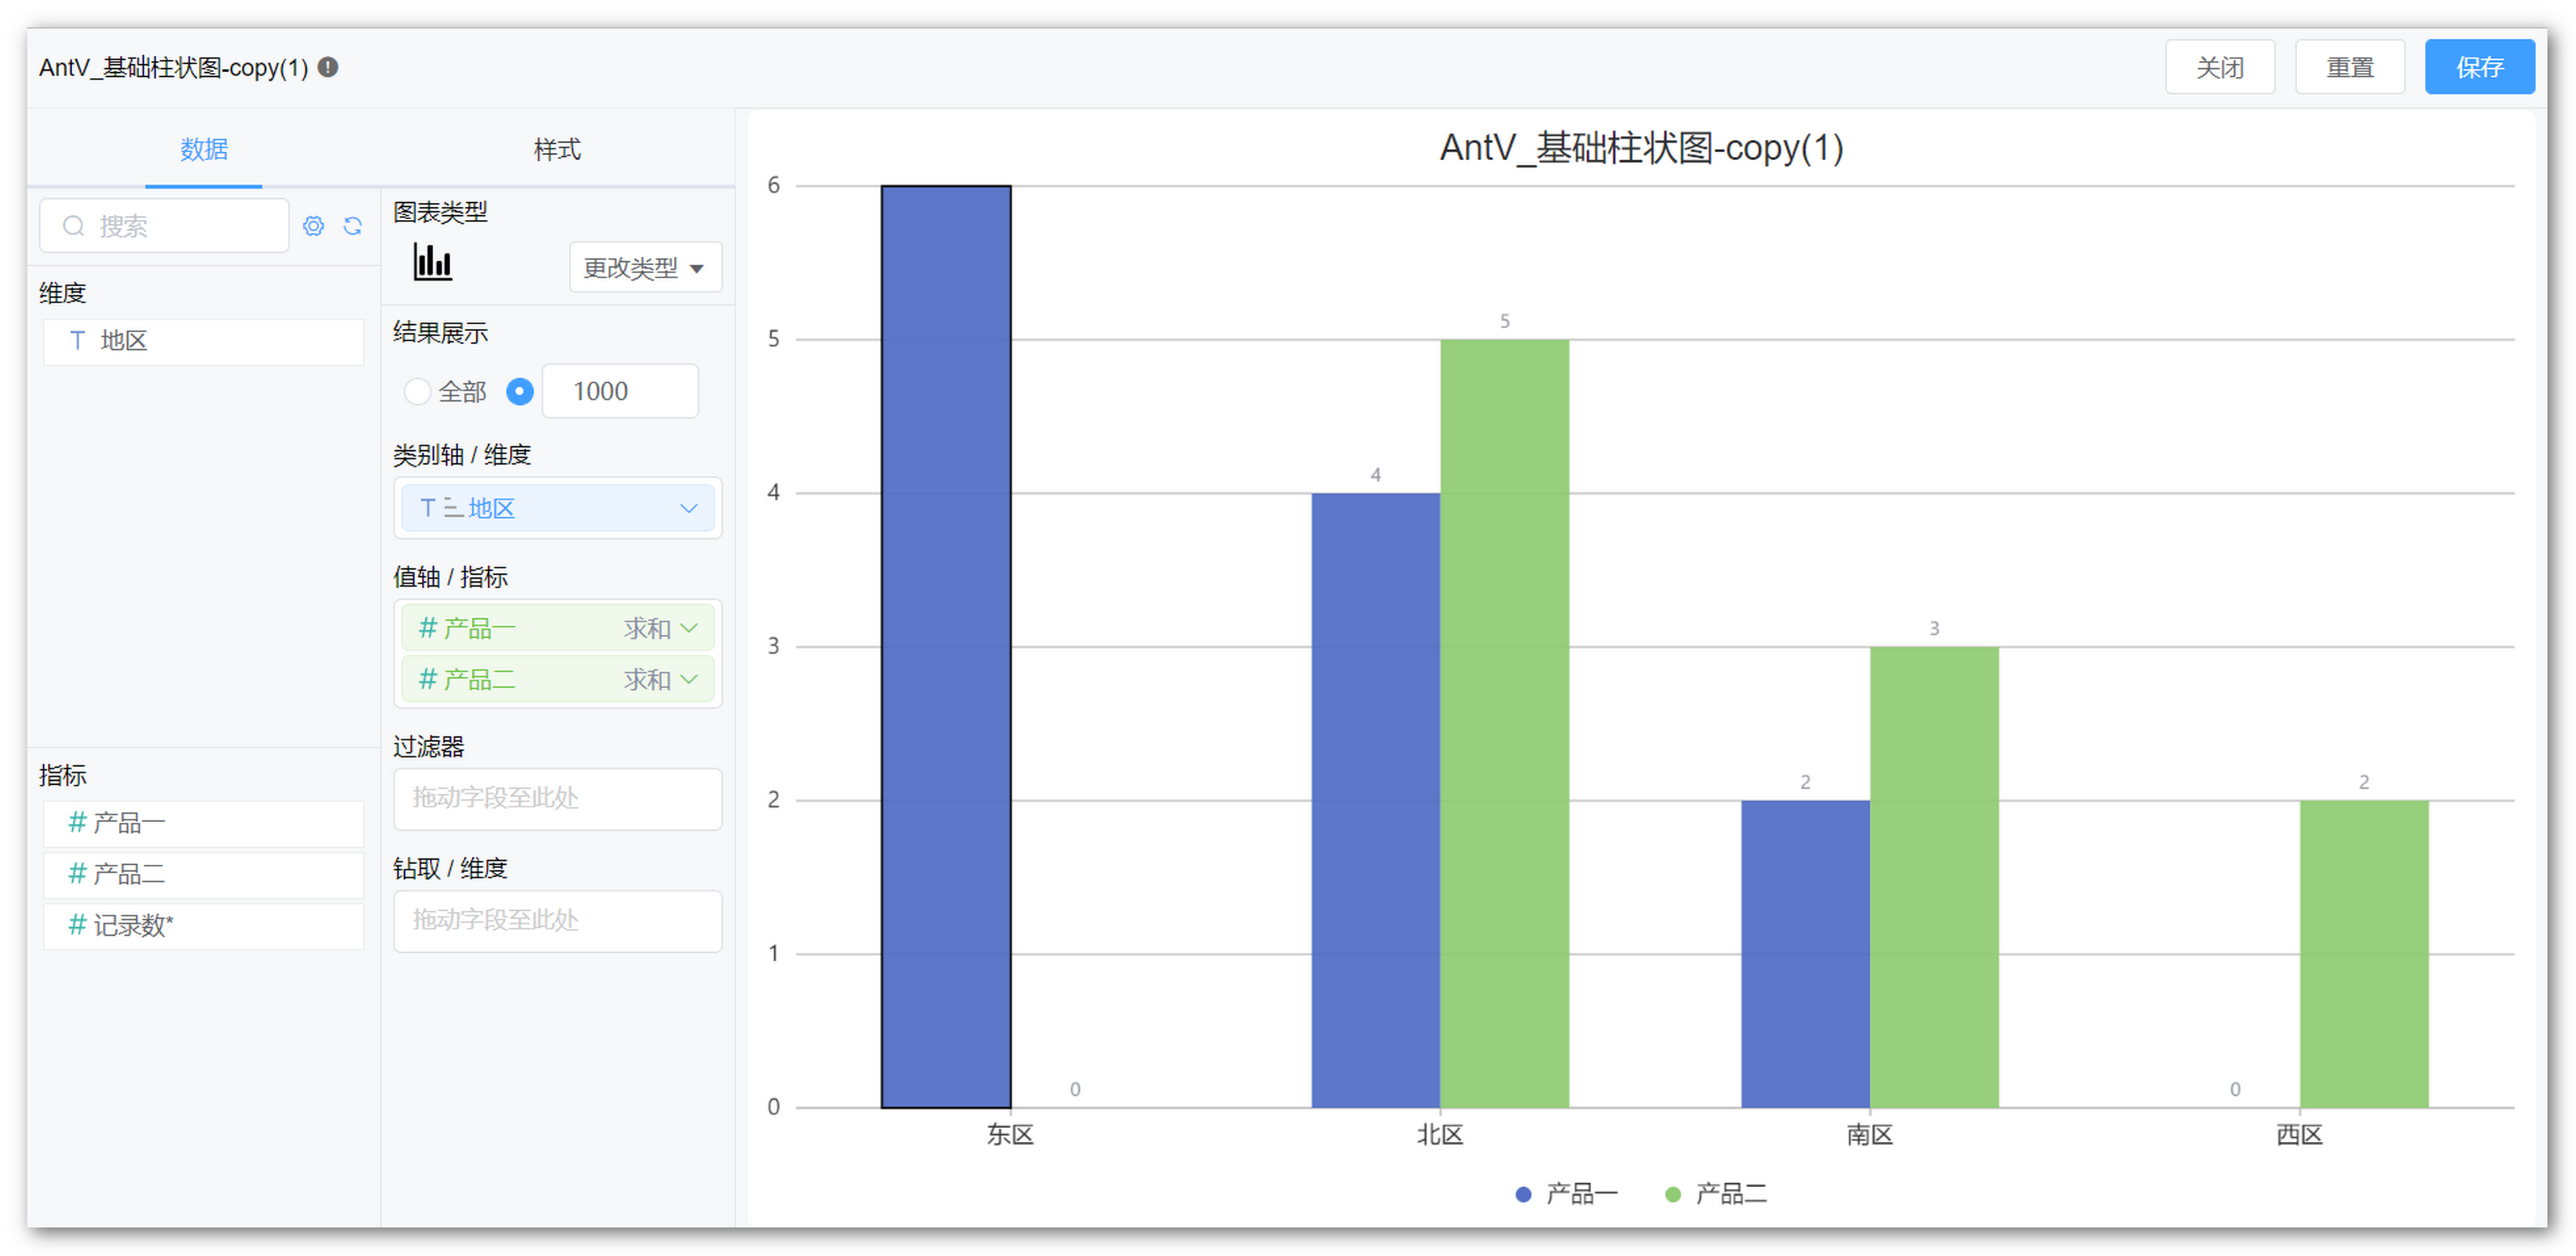 AntV_基础柱状图-copy(1)
关闭
重置
保存
数据
样式
搜索
维度
T 地区
指标
# 产品一
# 产品二
# 记录数*
图表类型
更改类型
结果展示
全部
1000
类别轴 / 维度
T 地区
值轴 / 指标
# 产品一 求和
# 产品二 求和
过滤器
拖动字段至此处
钻取 / 维度
拖动字段至此处
AntV_基础柱状图-copy(1)
6
5
4
3
2
1
0
0
4
5
2
3
0
2
东区
北区
南区
西区
产品一
产品二